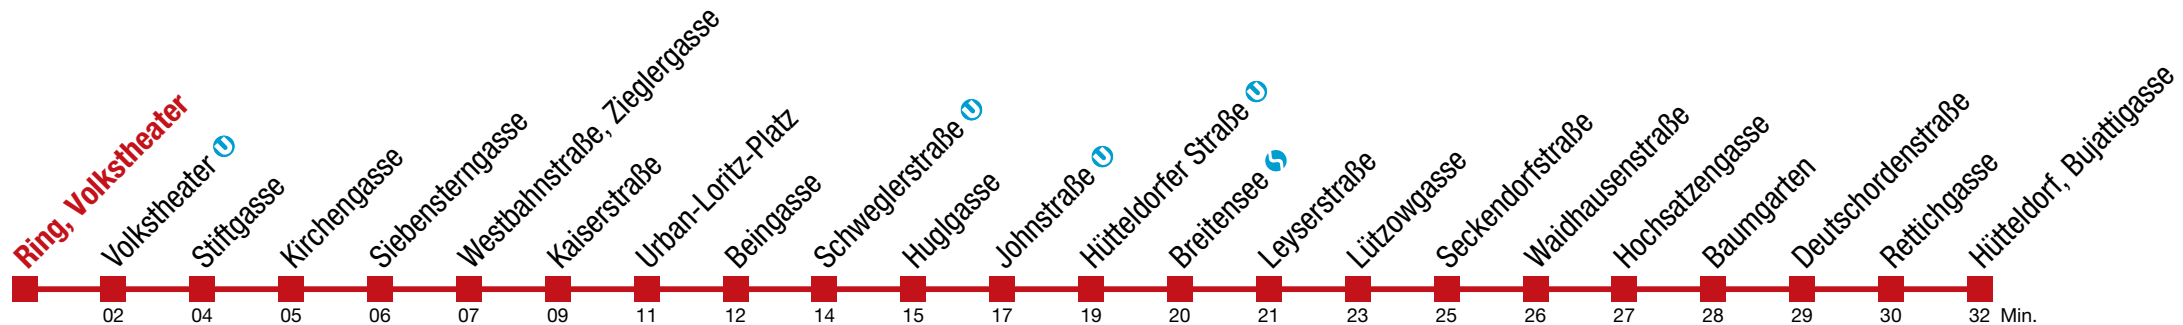 Ring, Volkstheater
Volkstheater
Stiftgasse
Kirchengasse
Siebensterngasse
Westbahnstraße, Zieglergasse
Kaiserstraße
Urban-Loritz-Platz
Beingasse
Schweglerstraße
Huglgasse
Johnstraße
Hütteldorfer Straße
Breitensee
Leyserstraße
Lützowgasse
Seckendorfstraße
Waidhausenstraße
Hochsatzengasse
Baumgarten
Deutschordenstraße
Rettichgasse
Hütteldorf, Bujattigasse
02 04 05 06 07 09 11 12 14 15 17 19 20 21 23 25 26 27 28 29 30 32 Min.